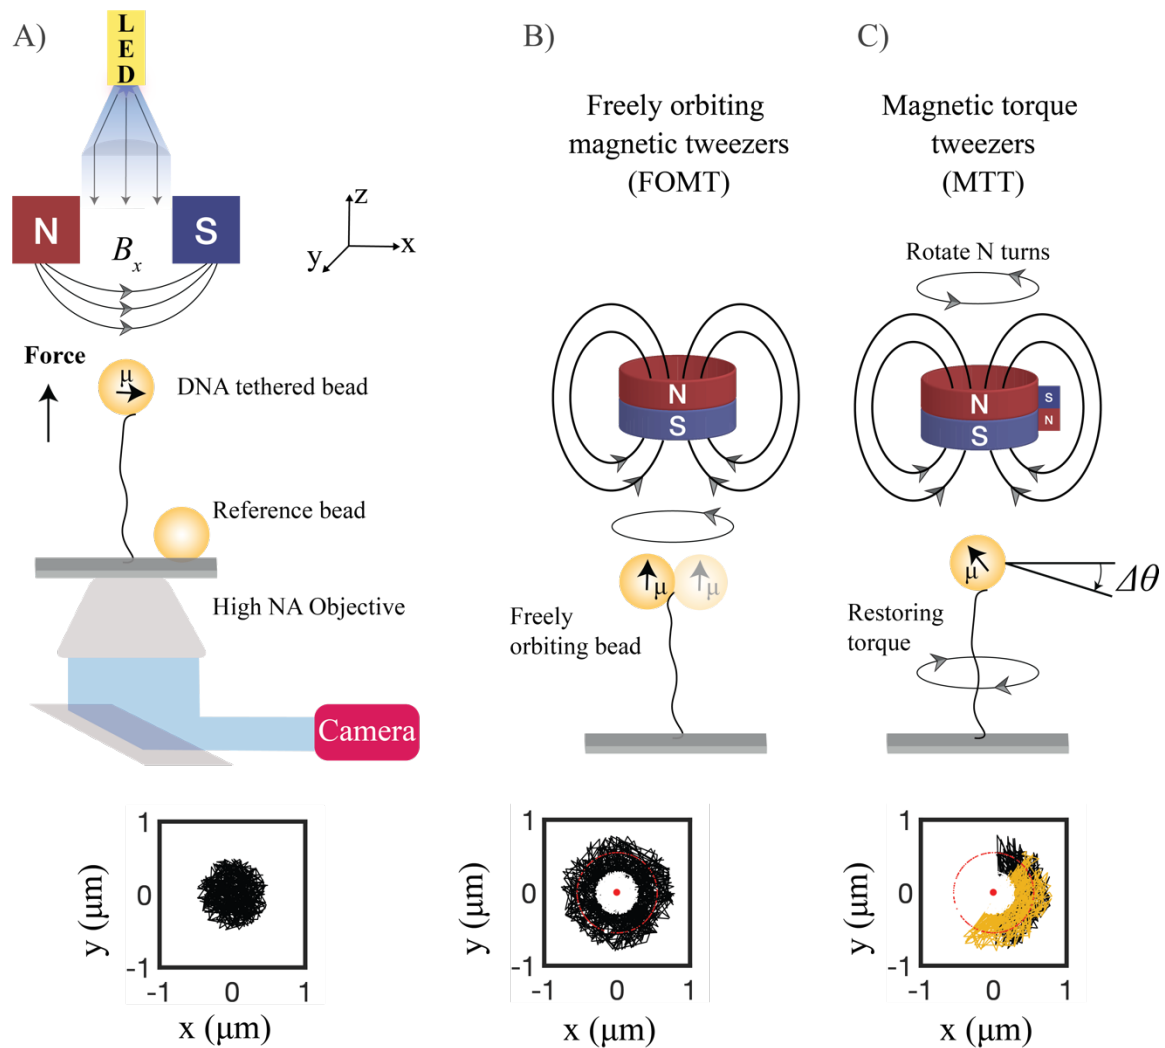 A)
L
E
D
N
S
Bx
z
x
y
Force
μ
DNA tethered bead
Reference bead
High NA Objective
Camera
1
0
-1
y (μm)
-1
0
1
x (μm)
B)
Freely orbiting
magnetic tweezers
(FOMT)
N
S
μ
μ
Freely
orbiting bead
1
0
-1
y (μm)
-1
0
1
x (μm)
C)
Magnetic torque
tweezers
(MTT)
Rotate N turns
N
S
S
N
μ
Δθ
Restoring
torque
1
0
-1
y (μm)
-1
0
1
x (μm)